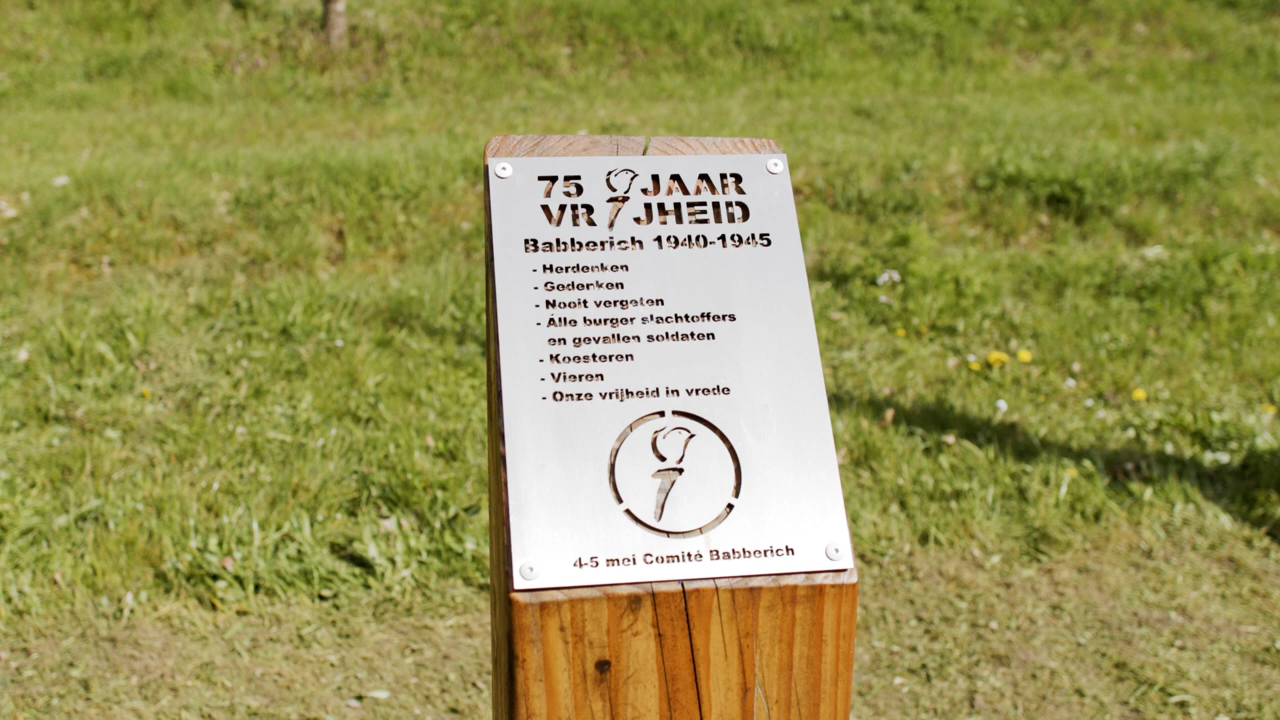 75 JAAR
VRIJHEID
Babberich 1940-1945
- Herdenken
- Gedenken
- Nooit vergeten
- Álle burger slachtoffers
en gevallen soldaten
- Koesteren
- Vieren
- Onze vrijheid in vrede
4-5 mei Comité Babberich